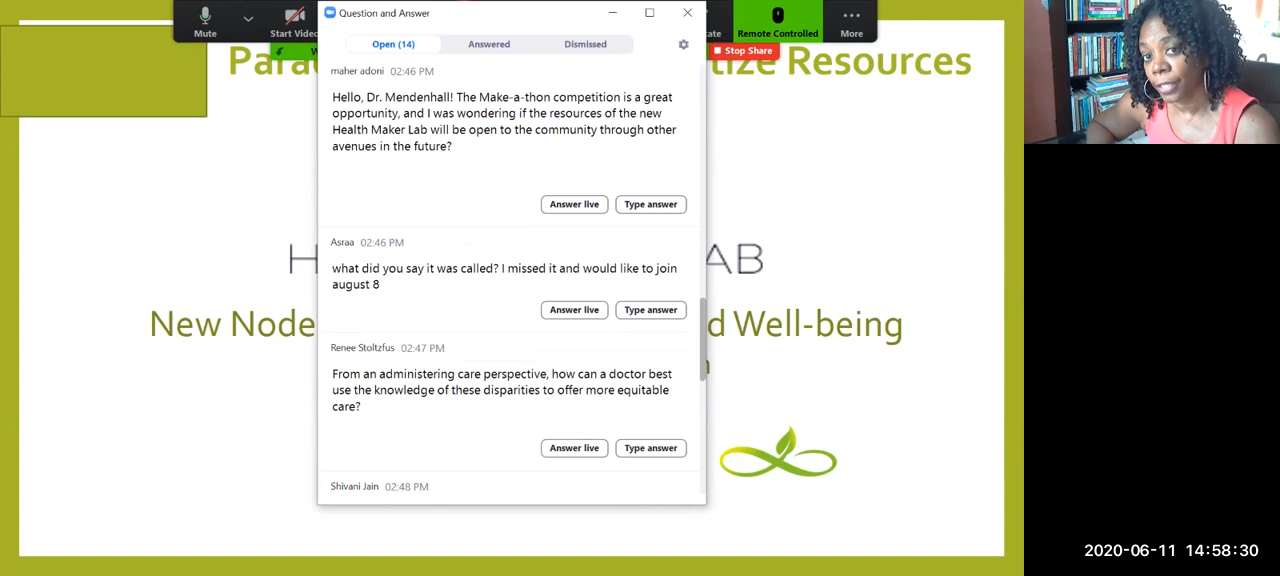 Mute
Start Video
Question and Answer
Remote Controlled
More
Stop Share
Open (14)
Answered
Dismissed
tize Resources
maher adoni 02:46 PM
Hello, Dr. Mendenhall! The Make-a-thon competition is a great
opportunity, and I was wondering if the resources of the new
Health Maker Lab will be open to the community through other
avenues in the future?
Answer live
Type answer
Asraa 02:46 PM
what did you say it was called? I missed it and would like to join
august 8
Answer live
Type answer
H
AB
New Node
d Well-being
Renee Stoltzfus 02:47 PM
From an administering care perspective, how can a doctor best
use the knowledge of these disparities to offer more equitable
care?
Answer live
Type answer
Shivani Jain 02:48 PM
2020-06-11 14:58:30